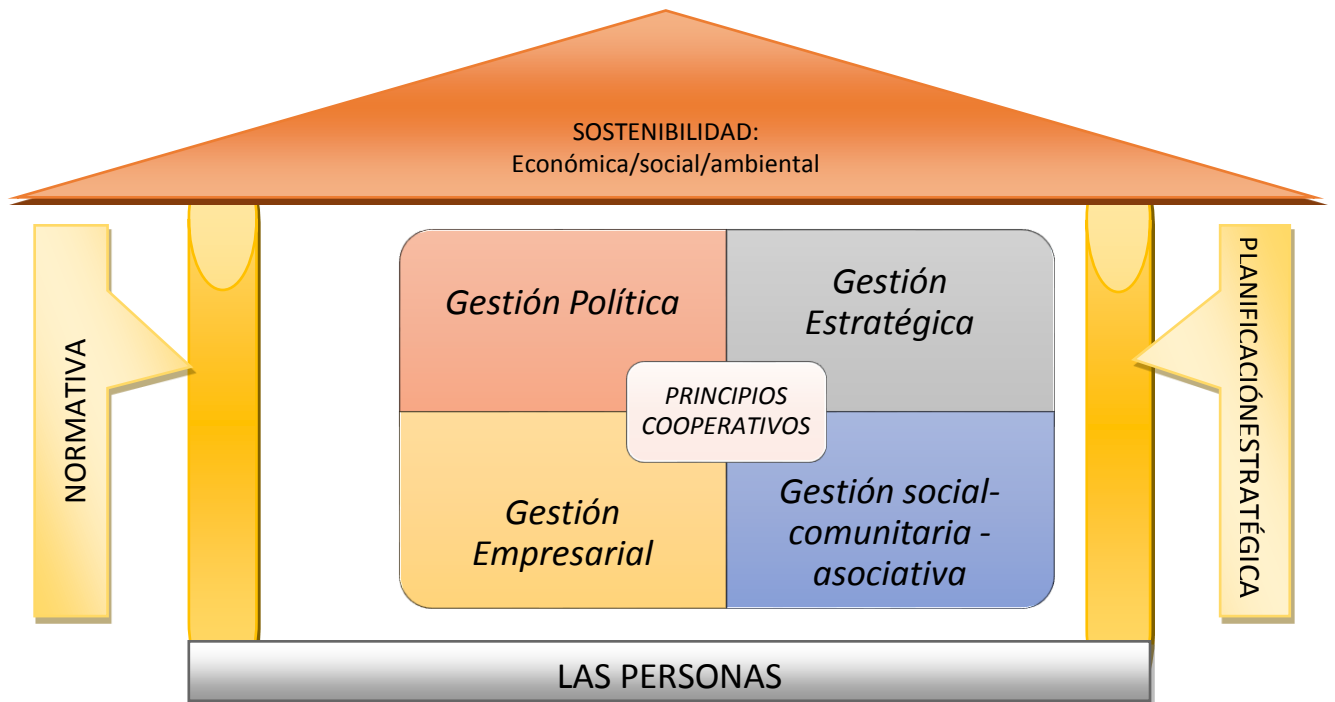 SOSTENIBILIDAD:
Económica/social/ambiental
NORMATIVA
Gestión Política
Gestión
Estratégica
PRINCIPIOS
COOPERATIVOS
Gestión
Empresarial
Gestión social-
comunitaria -
asociativa
PLANIFICACIÓNESTRATÉGICA
LAS PERSONAS